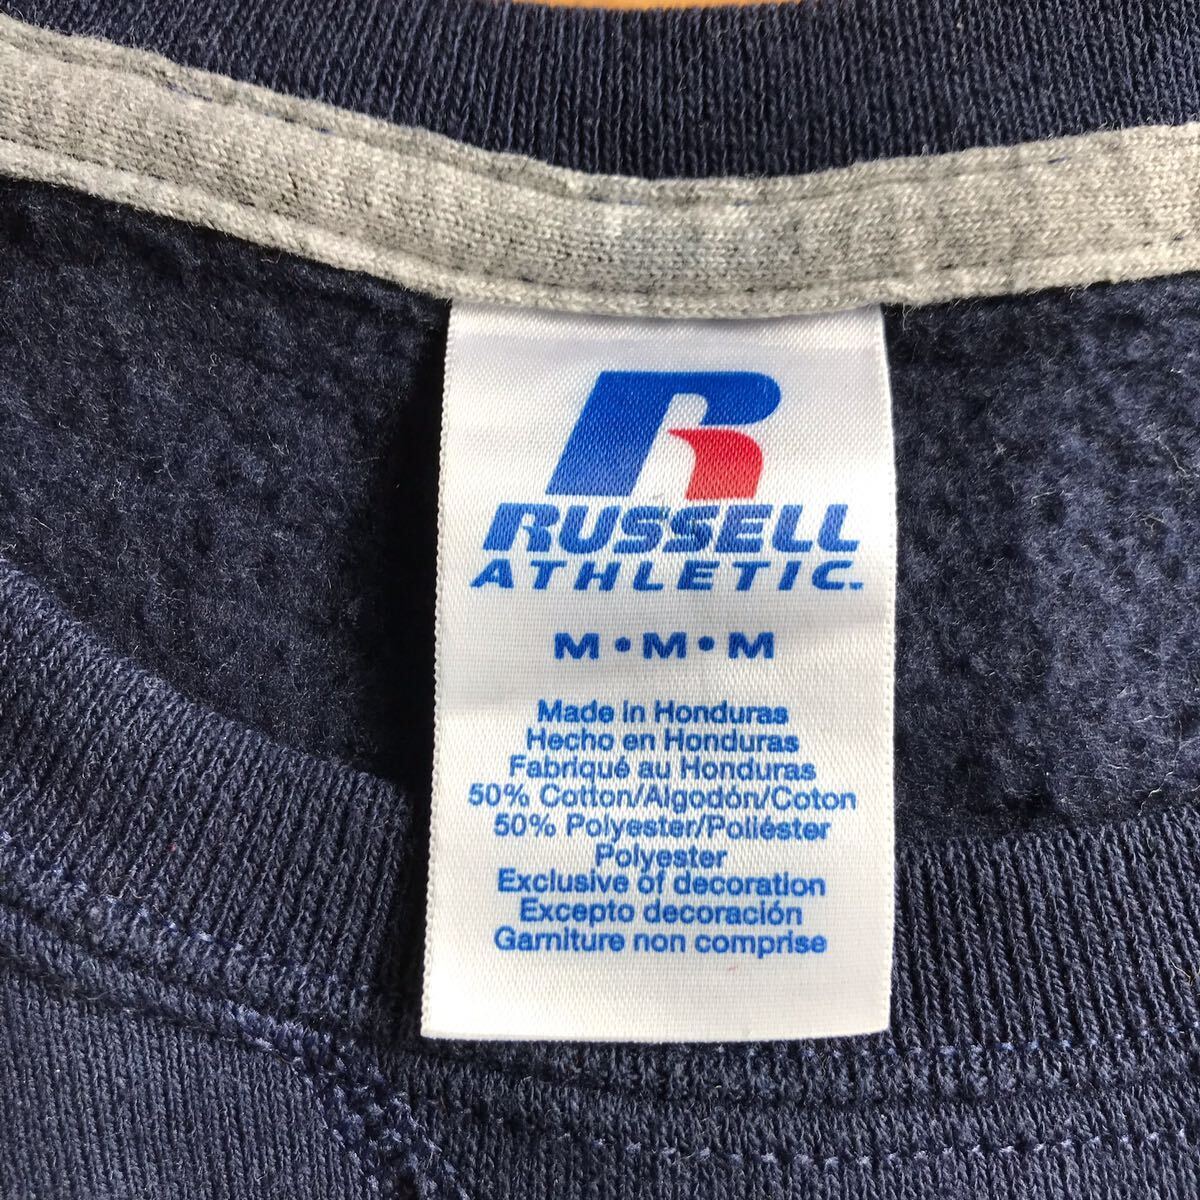 R
RUSSELL
ATHLETIC.
M•M•M
Made in Honduras
Hecho en Honduras
Fabriqué au Honduras
50% Cotton/Algodón/Coton
50% Polyester/Poliéster
Polyester
Exclusive of decoration
Excepto decoración
Garniture non comprise